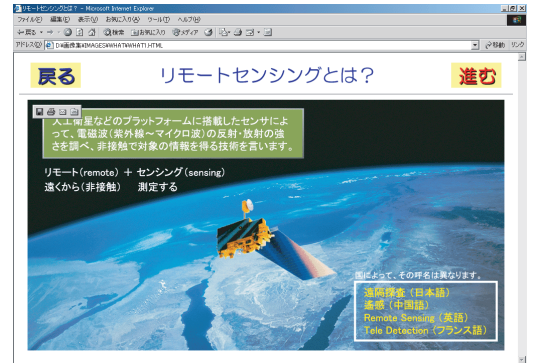 リモートセンシングとは? - Microsoft Internet Explorer
ファイル(F) 編集(E) 表示(V) お気に入り(A) ツール(T) ヘルプ(H)
戻る 検索 お気に入り メディア
アドレス(D) D:¥画像集¥IMAGES¥WHAT¥WHAT1.HTML 移動 リンク
戻る リモートセンシングとは? 進む
人工衛星などのプラットフォームに搭載したセンサによ
って、電磁波(紫外線~マイクロ波)の反射・放射の強
さを調べ、非接触で対象の情報を得る技術を言います。
リモート(remote) + センシング(sensing)
遠くから(非接触) 測定する
国によって、その呼名は異なります。
遠隔探査(日本語)
遥感(中国語)
Remote Sensing(英語)
Tele Detection(フランス語)